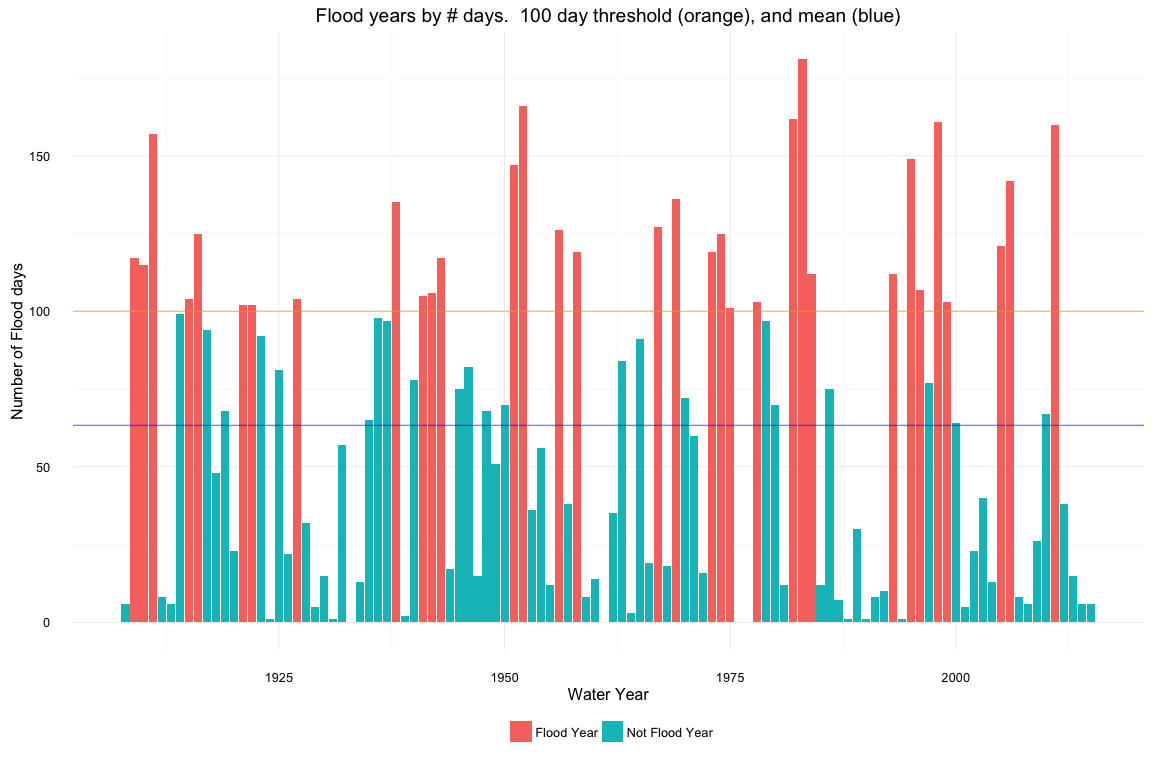 Flood years by # days.  100 day threshold (orange), and mean (blue)
Number of Flood days
150
100
50
0
1925 1950 1975 2000
Water Year
Flood Year Not Flood Year